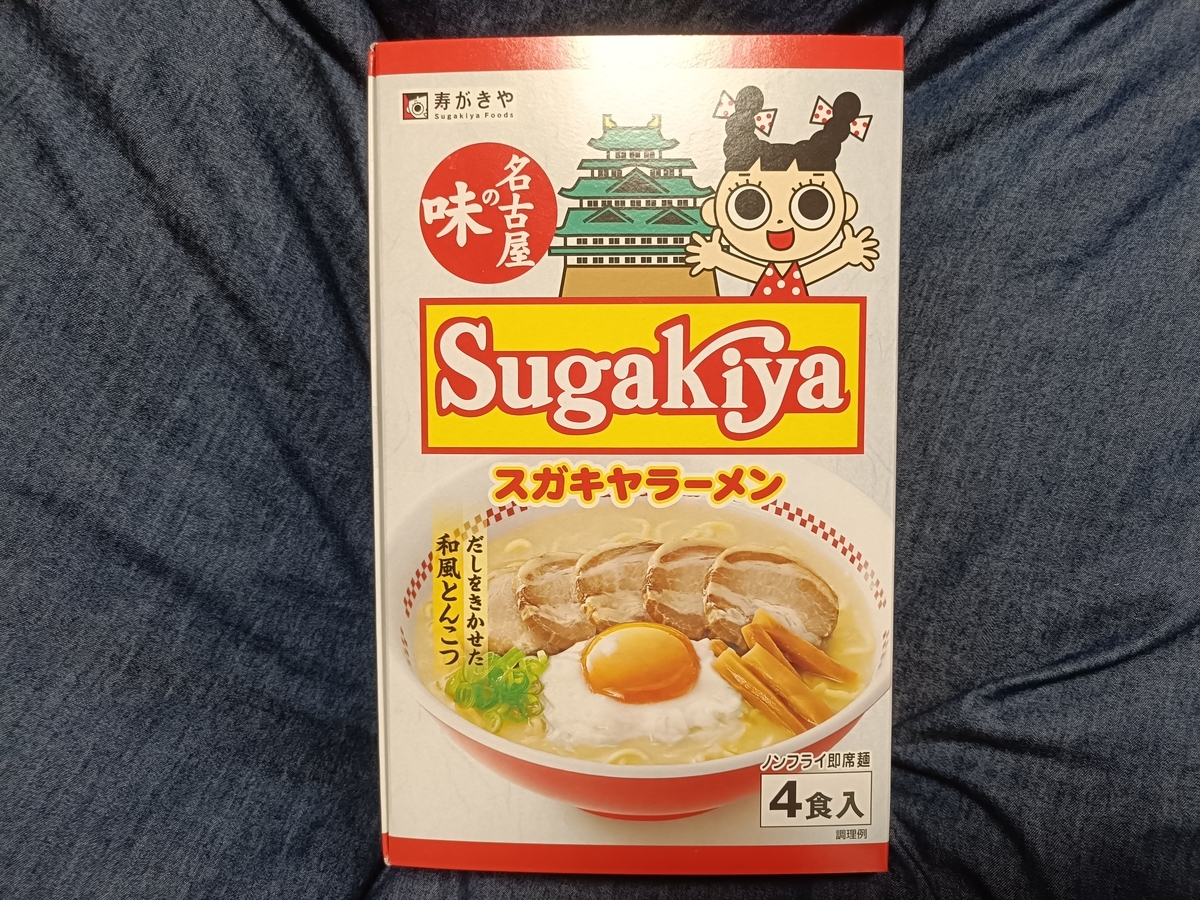 寿がきや
Sugakiya Foods
名古屋
の
味
Sugakiya
スガキヤラーメン
だしをきかせた
和風とんこつ
ノンフライ即席麺
4食入
調理例